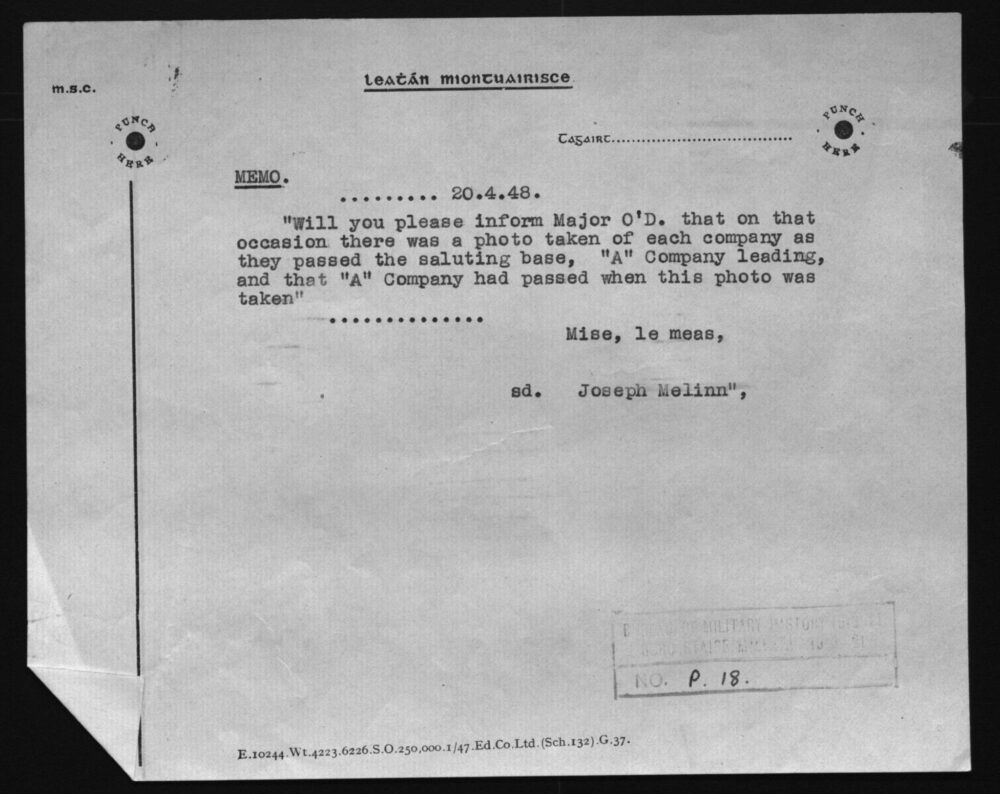 m.s.c.
leaṫán miontuairisce
PUNCH HERE
PUNCH HERE
Tagairt....................................
MEMO.
......... 20.4.48.
"Will you please inform Major O'D. that on that
occasion there was a photo taken of each company as
they passed the saluting base, "A" Company leading,
and that "A" Company had passed when this photo was
taken"
..............
Mise, le meas,
sd. Joseph Melinn",
MILITARY HISTORY
NO. P. 18.
E.10244.Wt.4223.6226.S.O.250,000.1/47.Ed.Co.Ltd.(Sch.132).G.37.